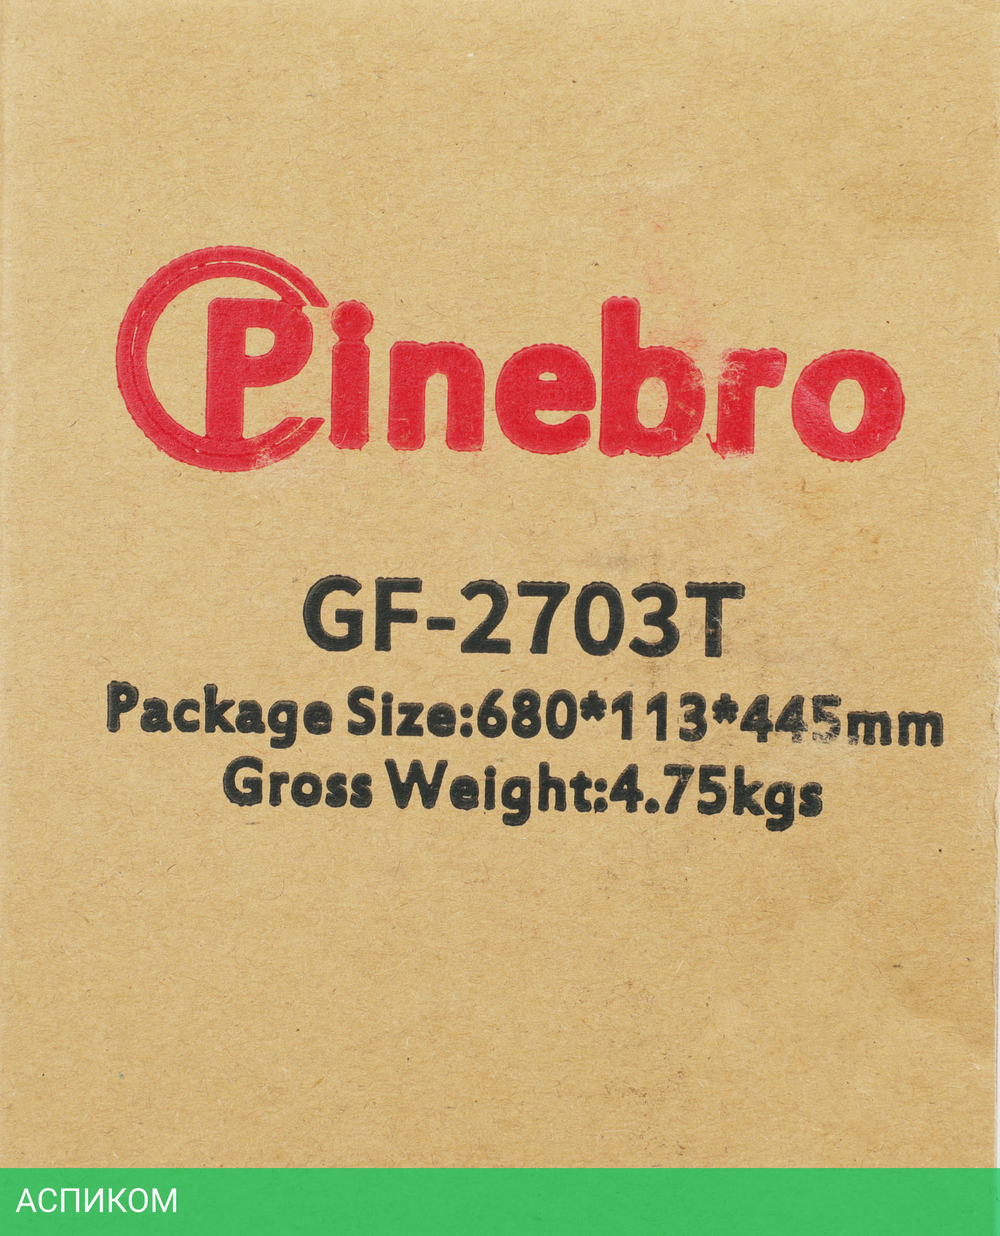 Pinebro
GF-2703T
Package Size:680*113*445mm
Gross Weight:4.75kgs
АСПИКОМ